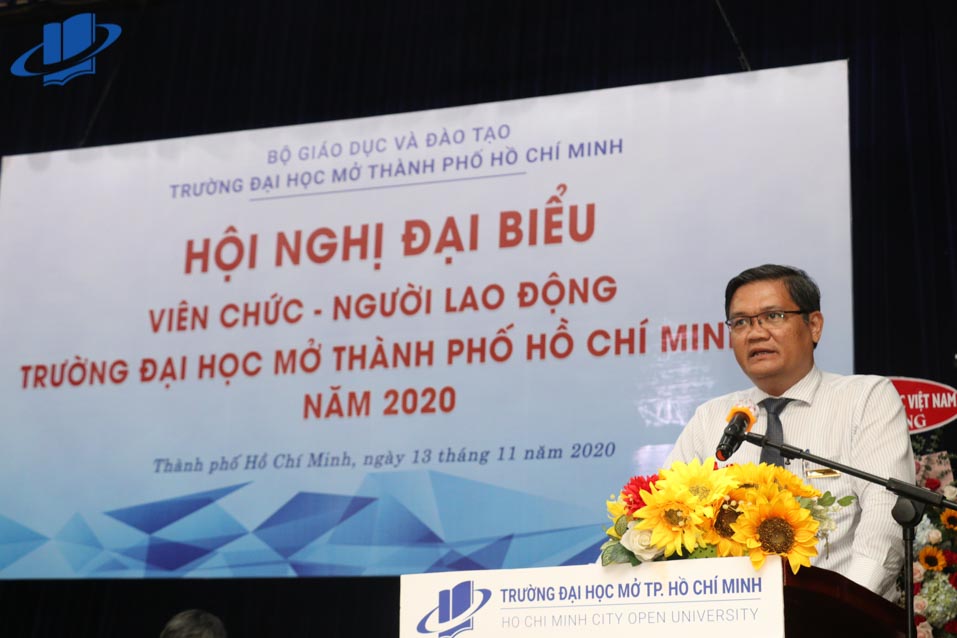 BỘ GIÁO DỤC VÀ ĐÀO TẠO
TRƯỜNG ĐẠI HỌC MỞ THÀNH PHỐ HỒ CHÍ MINH
HỘI NGHỊ ĐẠI BIỂU
VIÊN CHỨC - NGƯỜI LAO ĐỘNG
TRƯỜNG ĐẠI HỌC MỞ THÀNH PHỐ HỒ CHÍ MIN
NĂM 2020
Thành phố Hồ Chí Minh, ngày 13 tháng 11 năm 2020
VIỆT NAM
TRƯỜNG ĐẠI HỌC MỞ TP. HỒ CHÍ MINH
HO CHI MINH CITY OPEN UNIVERSITY